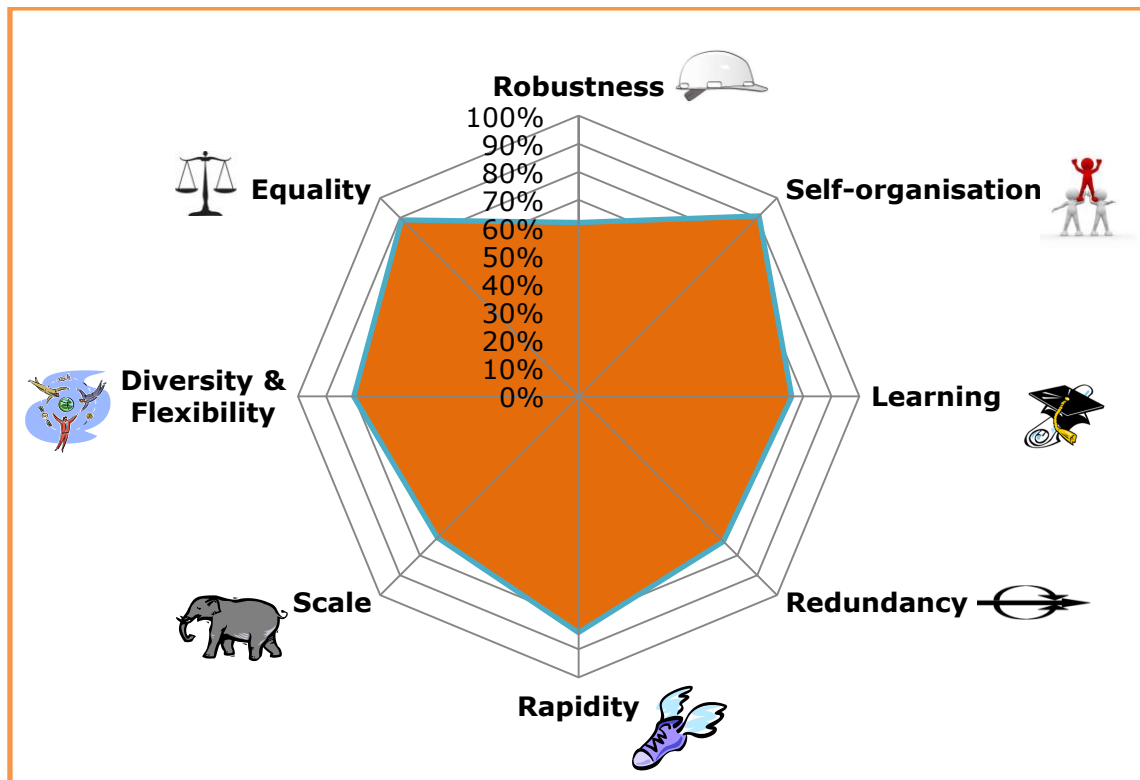 Robustness
100%
90%
80%
70%
60%
50%
40%
30%
20%
10%
0%
Self-organisation
Learning
Redundancy
Rapidity
Scale
Diversity &
Flexibility
Equality